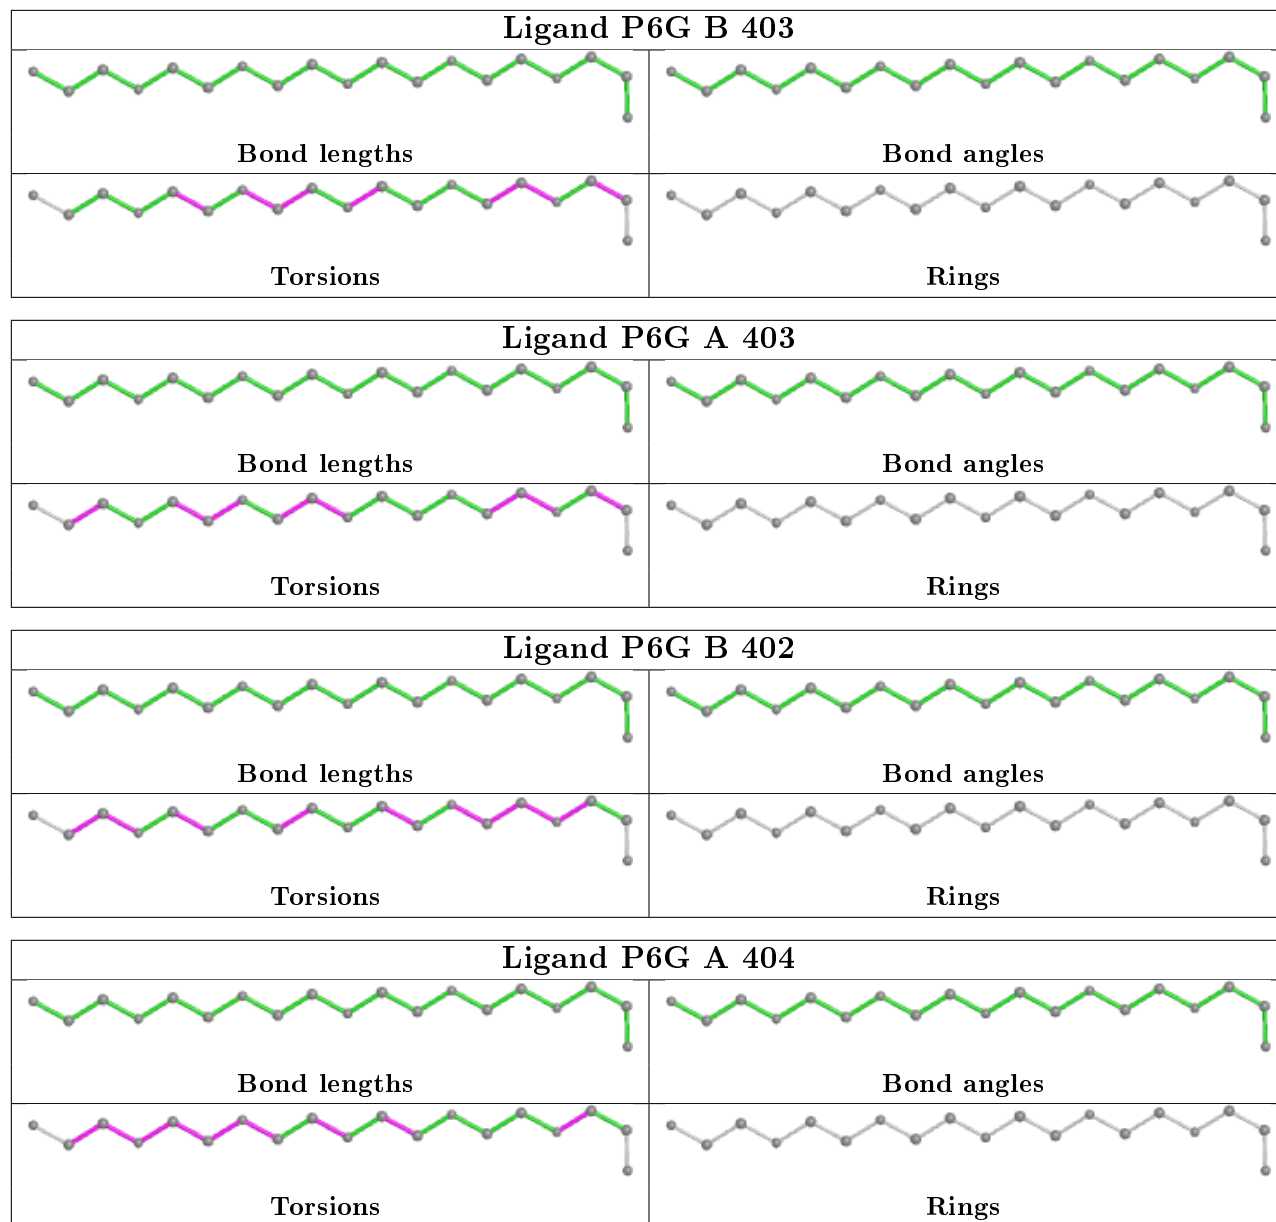 Ligand P6G B 403
Bond lengths
Bond angles
Torsions
Rings
Ligand P6G A 403
Bond lengths
Bond angles
Torsions
Rings
Ligand P6G B 402
Bond lengths
Bond angles
Torsions
Rings
Ligand P6G A 404
Bond lengths
Bond angles
Torsions
Rings